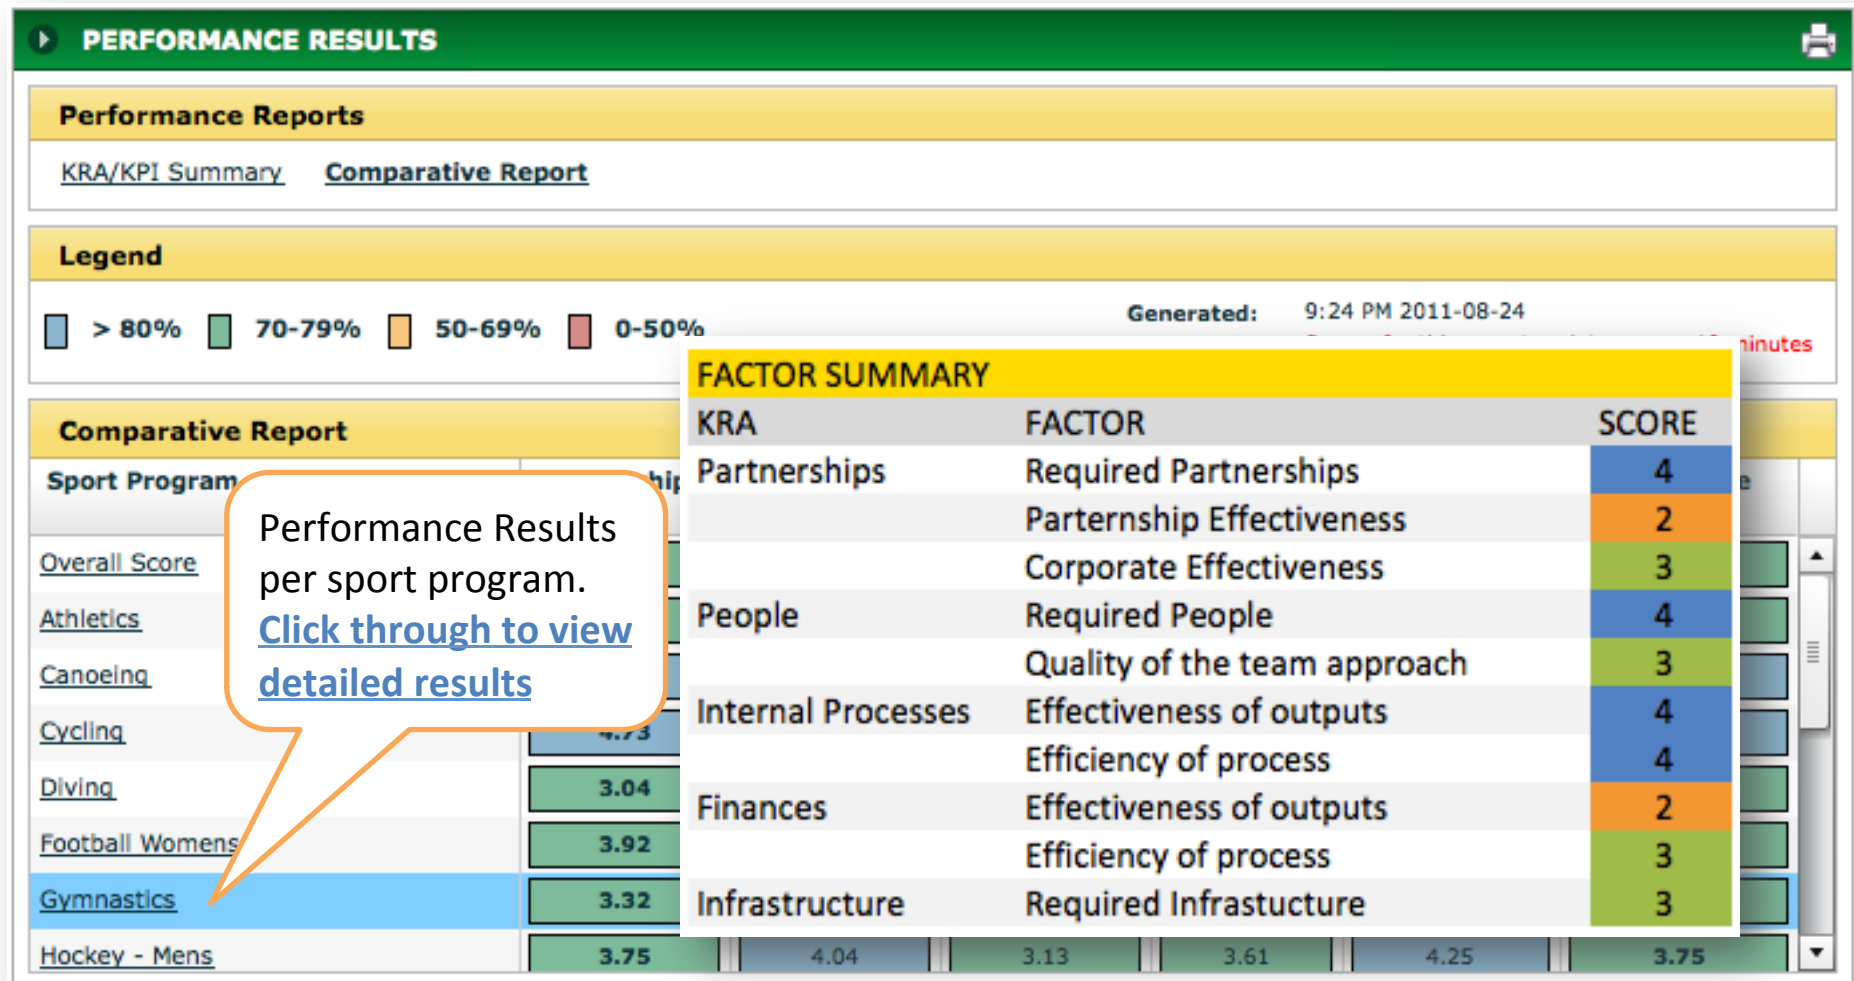 PERFORMANCE RESULTS
Performance Reports
KRA/KPI Summary Comparative Report
Legend
> 80% 70-79% 50-69% 0-50%
Generated: 9:24 PM 2011-08-24
minutes
Comparative Report
Sport Program
Overall Score
Athletics
Canoeing
Cycling 4.73
Diving 3.04
Football Womens 3.92
Gymnastics 3.32
Hockey - Mens 3.75 4.04 3.13 3.61 4.25 3.75
Performance Results
per sport program.
Click through to view
detailed results
FACTOR SUMMARY
KRA FACTOR SCORE
Partnerships Required Partnerships 4
Parternship Effectiveness 2
Corporate Effectiveness 3
People Required People 4
Quality of the team approach 3
Internal Processes Effectiveness of outputs 4
Efficiency of process 4
Finances Effectiveness of outputs 2
Efficiency of process 3
Infrastructure Required Infrastucture 3